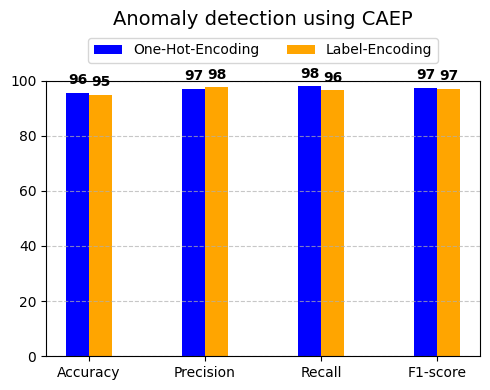 Anomaly detection using CAEP
One-Hot-Encoding Label-Encoding
96 95 97 98 98 96 97 97
100
80
60
40
20
0
Accuracy Precision Recall F1-score